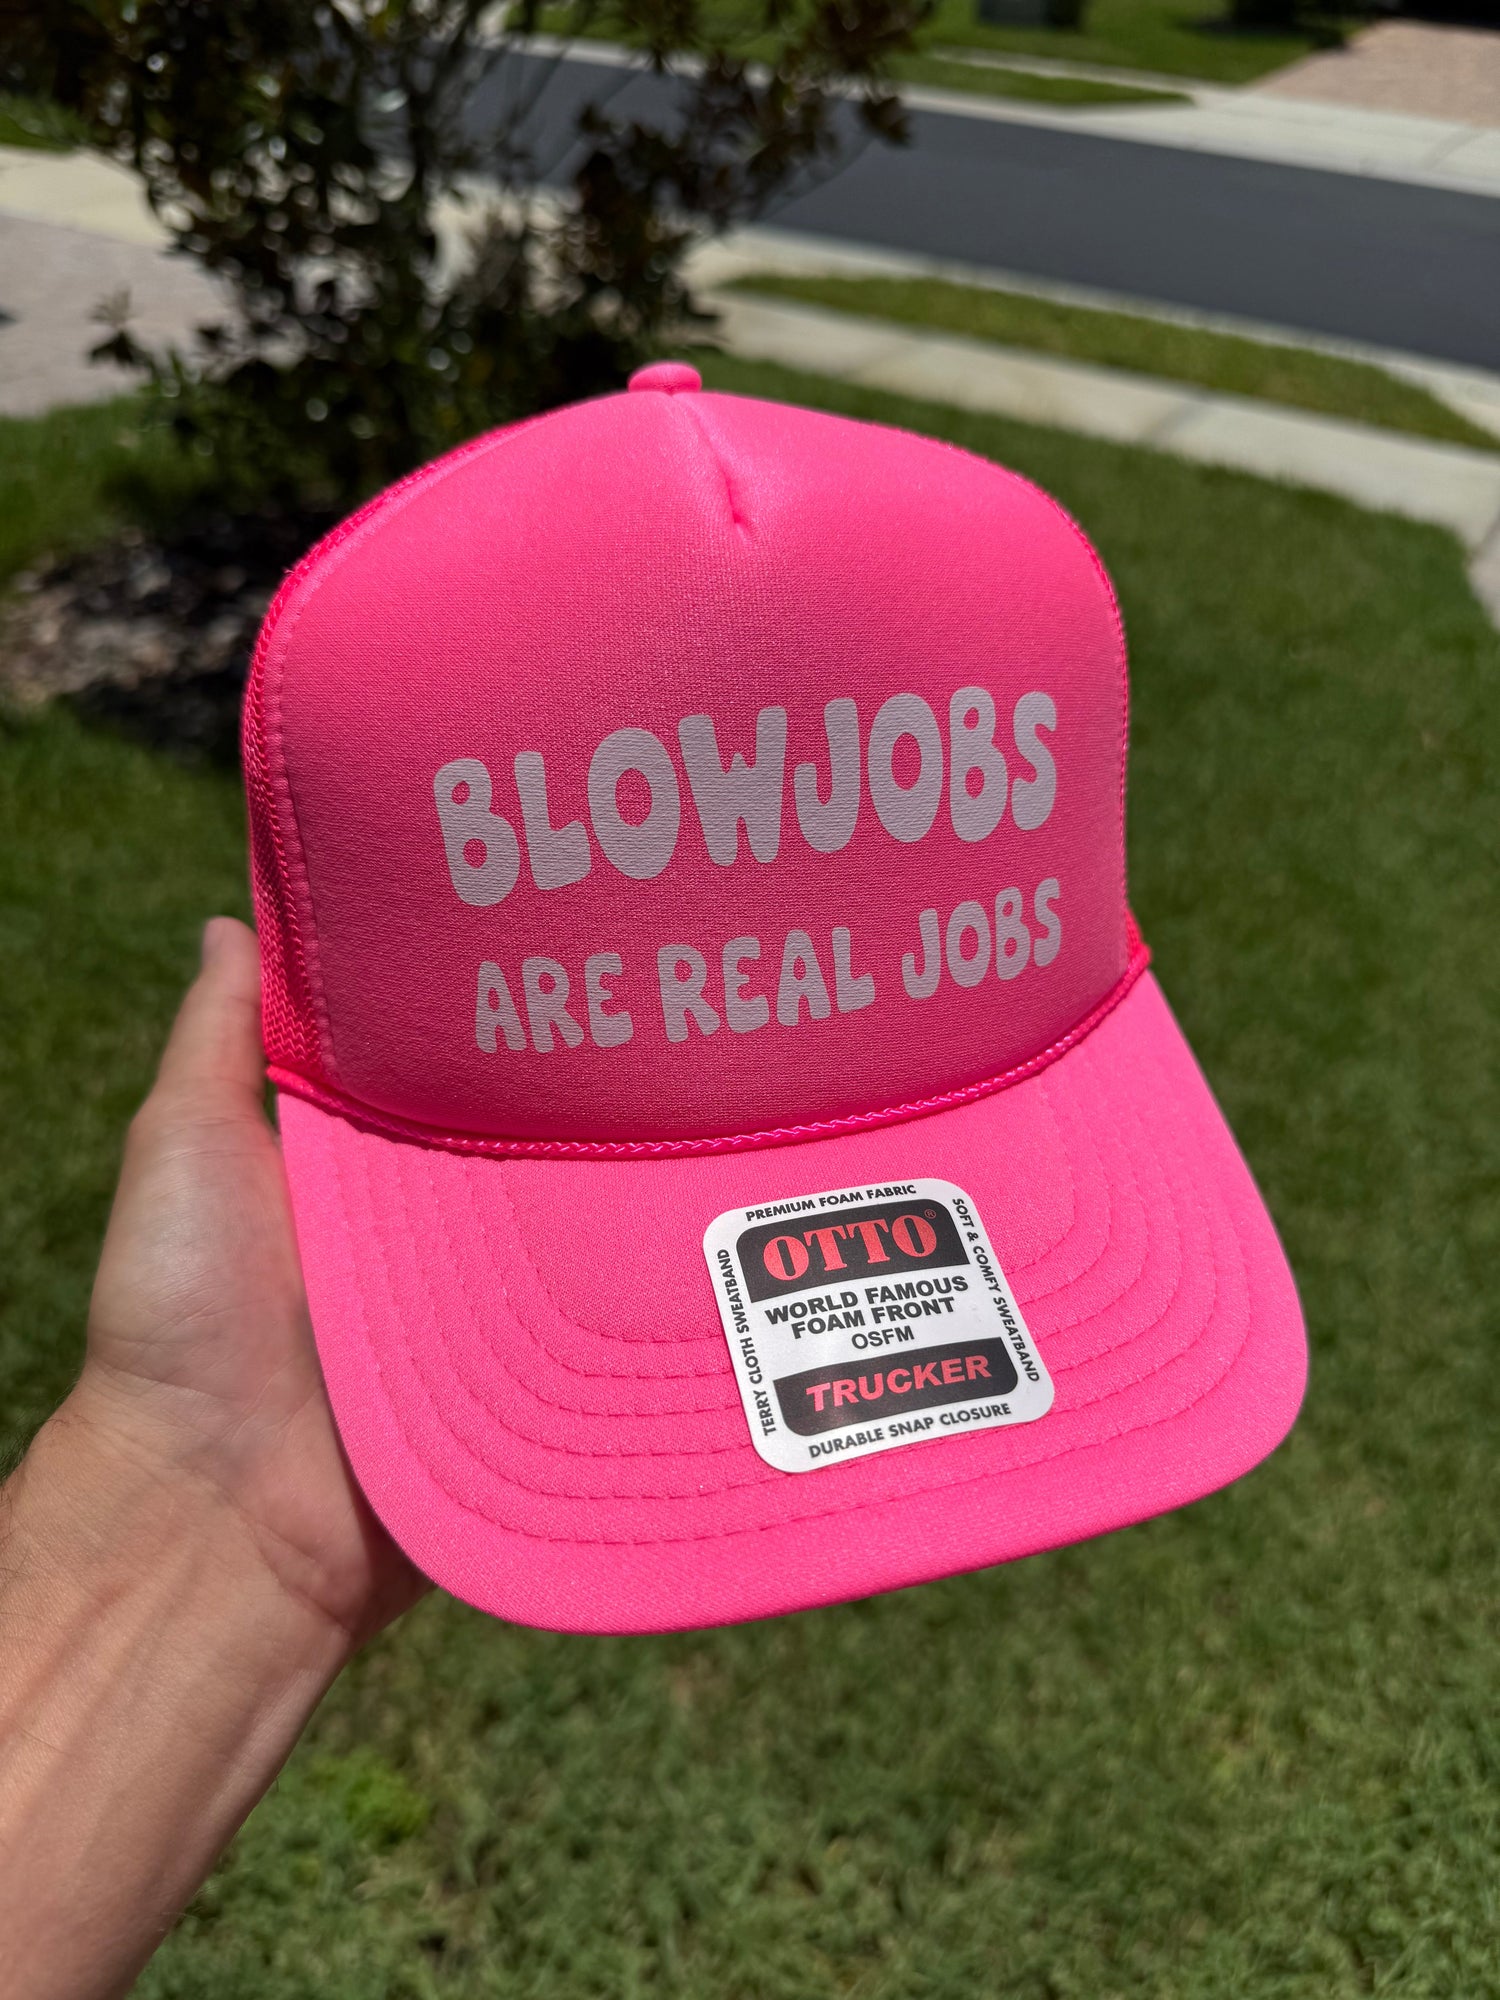 BLOWJOBS
ARE REAL JOBS
PREMIUM FOAM FABRIC
OTTO®
WORLD FAMOUS
FOAM FRONT
OSFM
TRUCKER
DURABLE SNAP CLOSURE
TERRY CLOTH SWEATBAND
SOFT & COMFY SWEATBAND